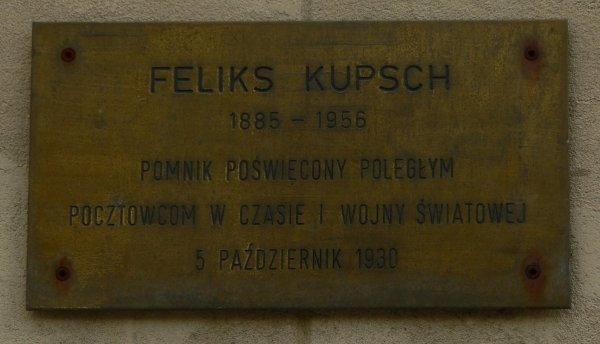 FELIKS KUPSCH
1885 – 1956
POMNIK POŚWIĘCONY POLEGŁYM
POCZTOWCOM W CZASIE I WOJNY ŚWIATOWEJ
5 PAŹDZIERNIK 1930